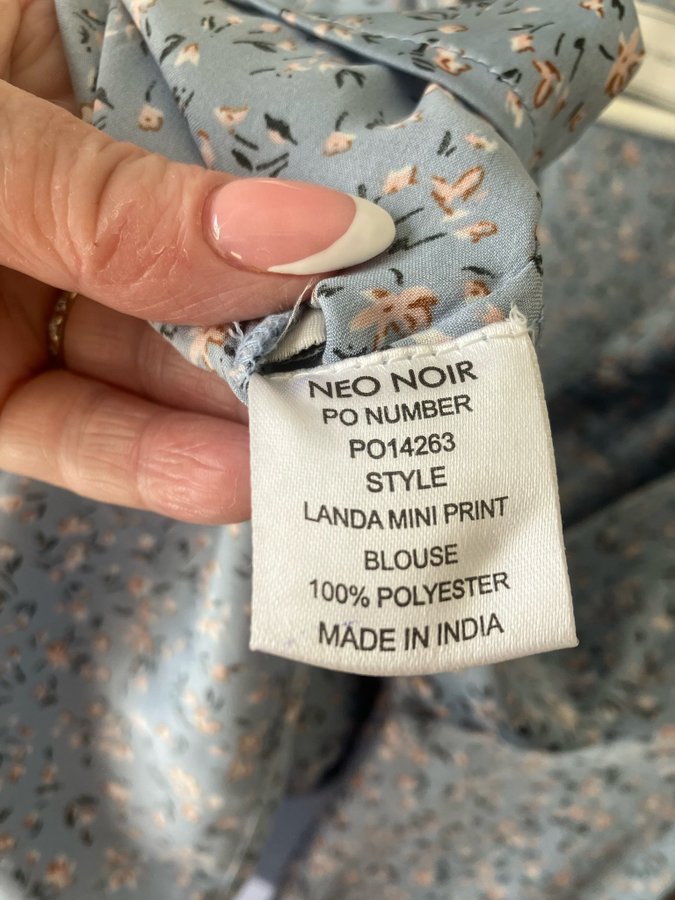 NEO NOIR
PO NUMBER
PO14263
STYLE
LANDA MINI PRINT
BLOUSE
100% POLYESTER
MADE IN INDIA